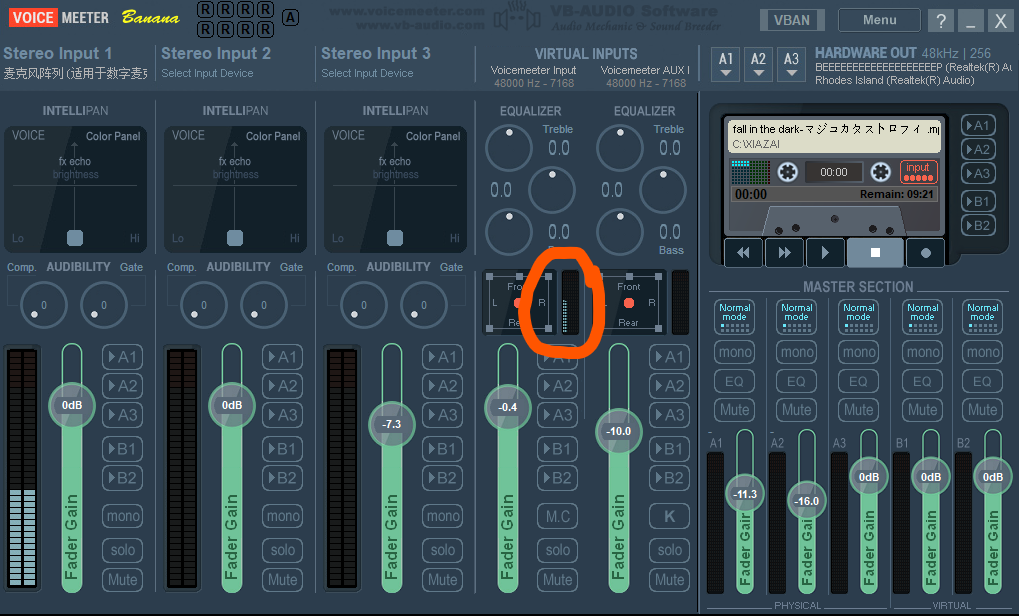 VOICE MEETER Banana
R R R R A
R R R R
www.voicemeeter.com
www.vb-audio.com
VB-AUDIO Software
Audio Mechanic & Sound Breeder
VBAN
Menu
?
_
X
Stereo Input 1
麦克风阵列 (适用于数字麦克
Stereo Input 2
Select Input Device
Stereo Input 3
Select Input Device
VIRTUAL INPUTS
Voicemeeter Input
48000 Hz - 7168
Voicemeeter AUX I
48000 Hz - 7168
A1 A2 A3
HARDWARE OUT 48kHz | 256
Rhodes Island (Realtek(R) Audio)
INTELLIPAN
VOICE Color Panel
fx echo
brightness
Lo Hi
INTELLIPAN
VOICE Color Panel
fx echo
brightness
Lo Hi
INTELLIPAN
VOICE Color Panel
fx echo
brightness
Lo Hi
EQUALIZER
Treble
0.0
0.0
0.0
EQUALIZER
Treble
0.0
0.0
0.0
Bass
fall in the dark-マジュカタストロフィ .mp
C:\XIAZAI
00:00
input
00:00 Remain: 09:21
A1
A2
A3
B1
B2
Comp. AUDIBILITY Gate
0 0
Comp. AUDIBILITY Gate
0 0
Comp. AUDIBILITY Gate
0 0
L R
Front
L R
Rear
MASTER SECTION
Normal mode
Normal mode
Normal mode
Normal mode
Normal mode
mono mono mono mono mono
EQ EQ EQ EQ EQ
Mute Mute Mute Mute Mute
0dB
Fader Gain
A1
A2
A3
B1
B2
mono
solo
Mute
0dB
Fader Gain
A1
A2
A3
B1
B2
mono
solo
Mute
-7.3
Fader Gain
A1
A2
A3
B1
B2
mono
solo
Mute
-0.4
Fader Gain
A1
A2
A3
B1
B2
M.C
solo
Mute
-10.0
Fader Gain
A1
A2
A3
B1
B2
K
solo
Mute
A1 A2 A3 B1 B2
-11.3 -16.0 0dB 0dB 0dB
Fader Gain Fader Gain Fader Gain Fader Gain Fader Gain
PHYSICAL VIRTUAL